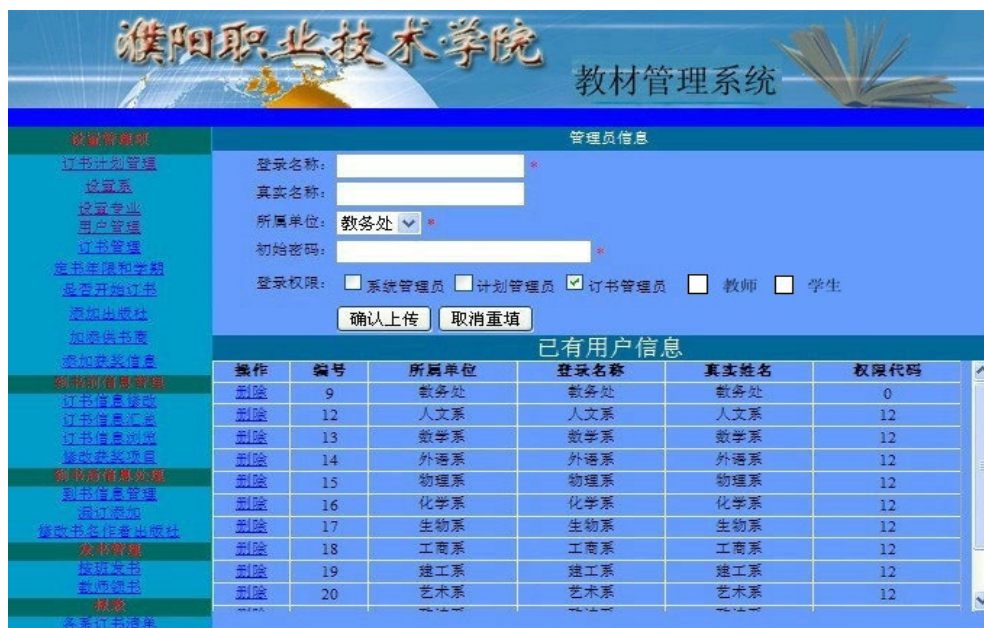 濮阳职业技术学院
教材管理系统
设置管理项
订书计划管理
设置系
设置专业
用户管理
订书管理
定书年限和学期
是否开始订书
添加出版社
加添供书商
添加获奖信息
到书前信息管理
订书信息修改
订书信息汇总
订书信息浏览
修改获奖项目
到书后信息处理
到书信息管理
漏订添加
修改书名作者出版社
发书管理
按班发书
教师领书
报表
各系订书清单
管理员信息
登录名称： *
真实名称：
所属单位： 教务处 *
初始密码： *
登录权限： 系统管理员 计划管理员 订书管理员 教师 学生
确认上传 取消重填
已有用户信息
操作 编号 所属单位 登录名称 真实姓名 权限代码
删除 9 教务处 教务处 教务处 0
删除 12 人文系 人文系 人文系 12
删除 13 数学系 数学系 数学系 12
删除 14 外语系 外语系 外语系 12
删除 15 物理系 物理系 物理系 12
删除 16 化学系 化学系 化学系 12
删除 17 生物系 生物系 生物系 12
删除 18 工商系 工商系 工商系 12
删除 19 建工系 建工系 建工系 12
删除 20 艺术系 艺术系 艺术系 12